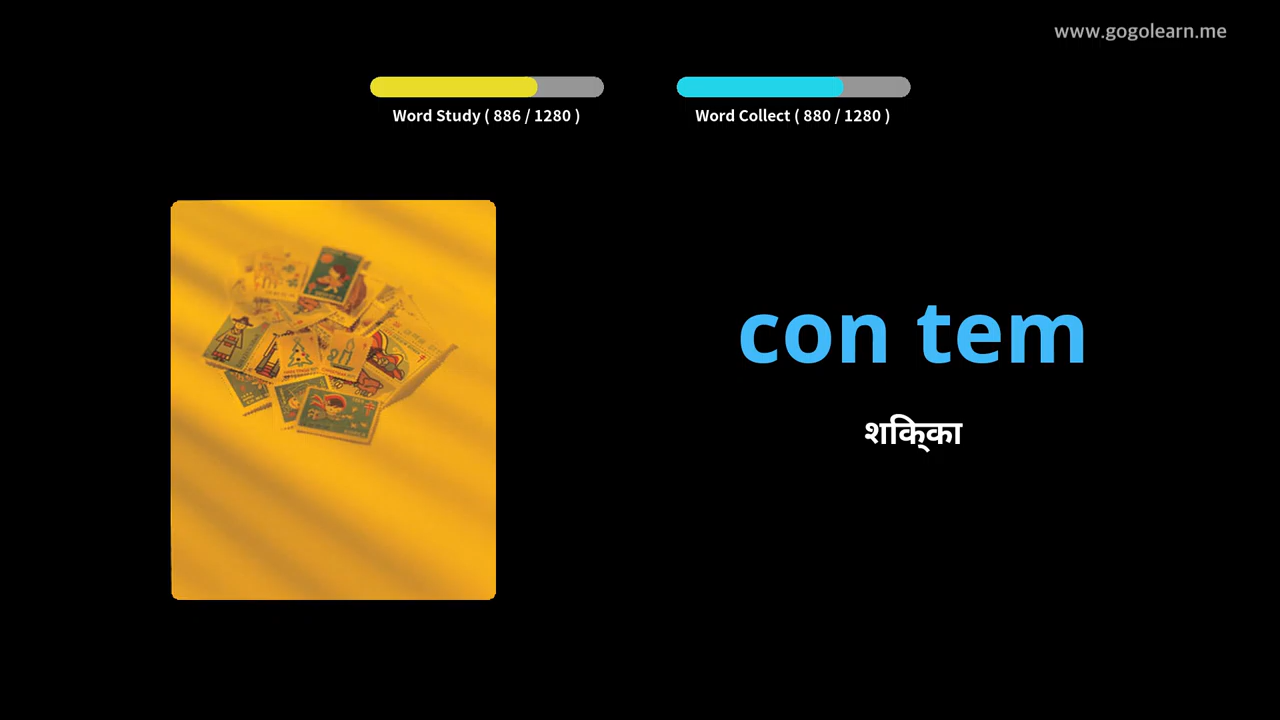 www.gogolearn.me
Word Study ( 886 / 1280 )
Word Collect ( 880 / 1280 )
con tem
शकि्का